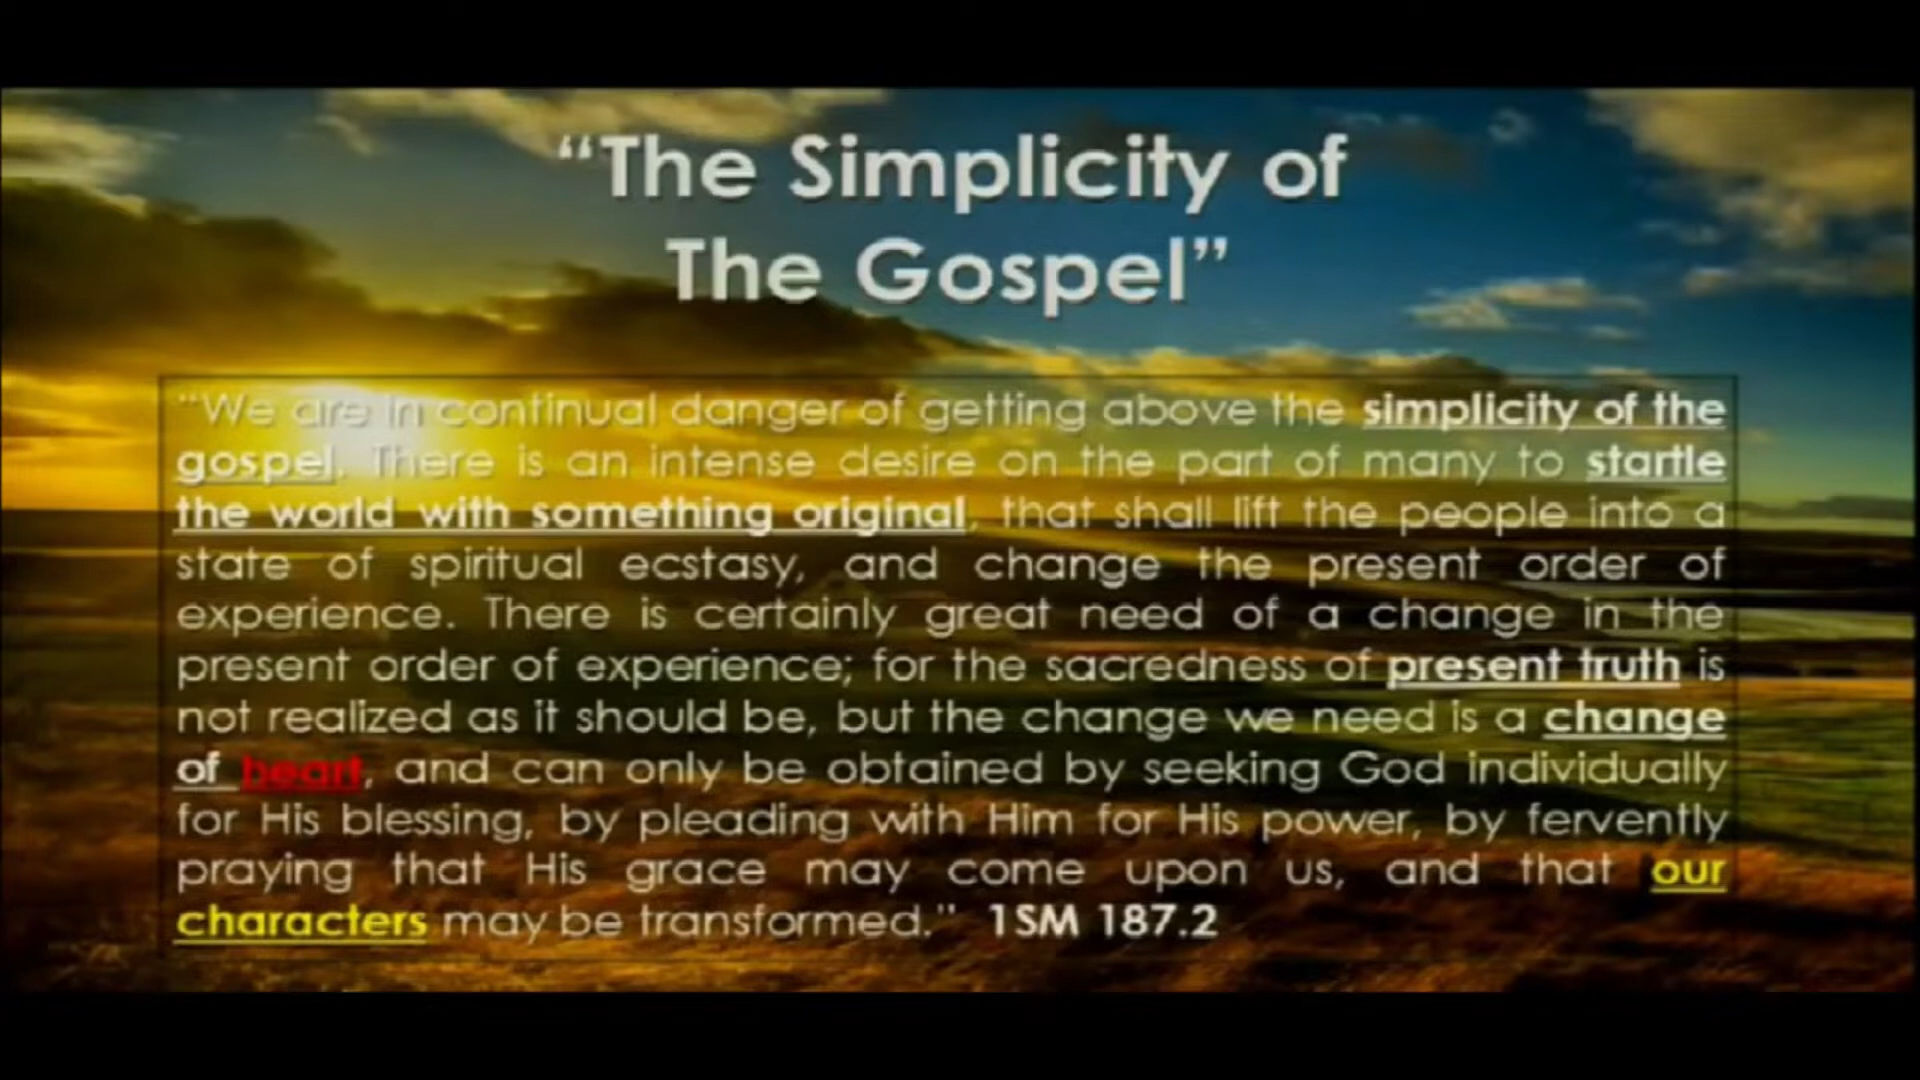 “The Simplicity of
The Gospel”
“We are in continual danger of getting above the simplicity of the
gospel. There is an intense desire on the part of many to startle
the world with something original, that shall lift the people into a
state of spiritual ecstasy, and change the present order of
experience. There is certainly great need of a change in the
present order of experience; for the sacredness of present truth is
not realized as it should be, but the change we need is a change
of heart, and can only be obtained by seeking God individually
for His blessing, by pleading with Him for His power, by fervently
praying that His grace may come upon us, and that our
characters may be transformed.” 1SM 187.2